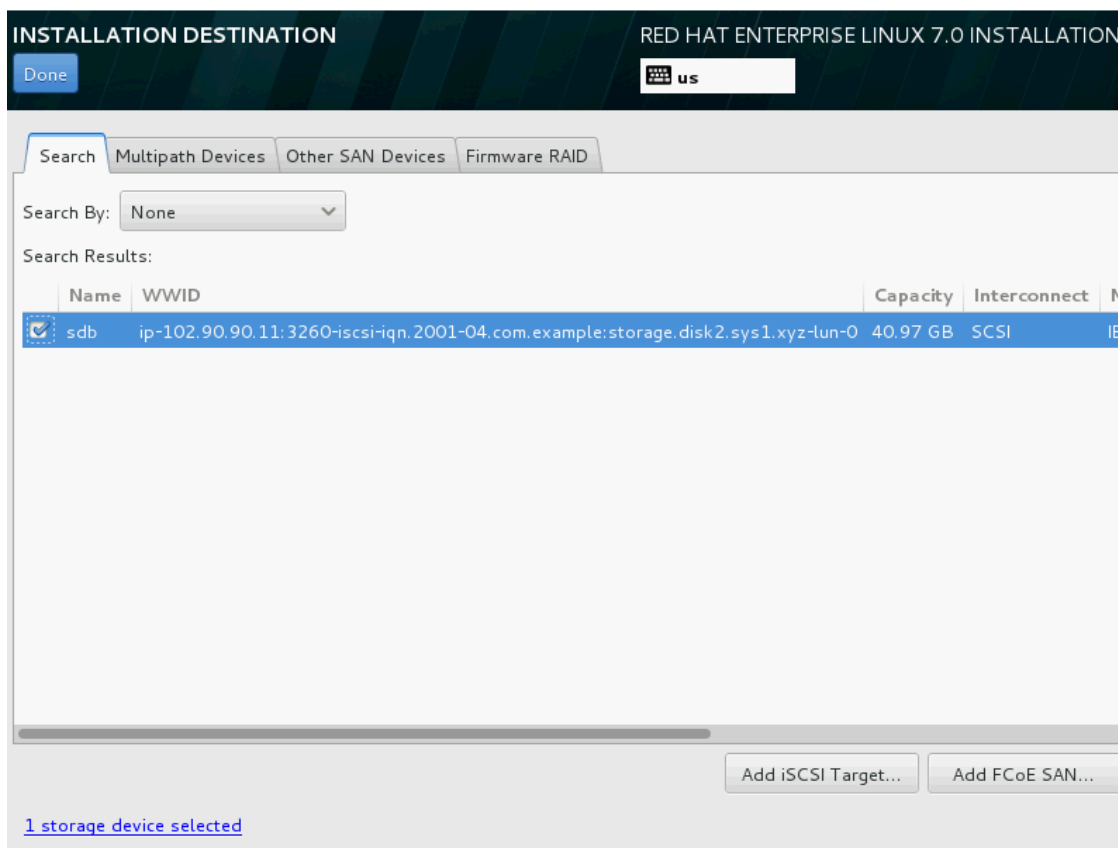 INSTALLATION DESTINATION
RED HAT ENTERPRISE LINUX 7.0 INSTALLATION
Done
us
Search Multipath Devices Other SAN Devices Firmware RAID
Search By: None
Search Results:
Name WWID Capacity Interconnect
sdb ip-102.90.90.11:3260-iscsi-iqn.2001-04.com.example:storage.disk2.sys1.xyz-lun-0 40.97 GB SCSI
Add iSCSI Target... Add FCoE SAN...
1 storage device selected